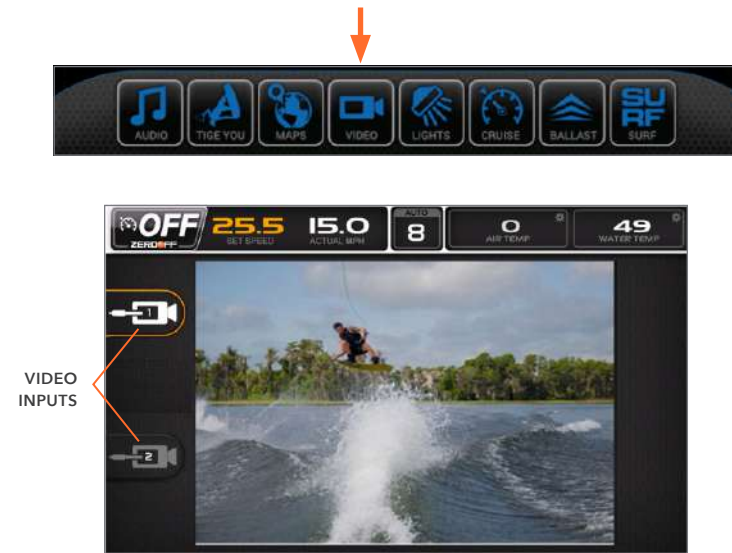 AUDIO
TIGE YOU
MAPS
VIDEO
LIGHTS
CRUISE
BALLAST
SU
RF
SURF
OFF
ZEROFF
25.5
SET SPEED
15.0
ACTUAL MPH
AUTO
8
0
AIR TEMP
49
WATER TEMP
1
VIDEO
INPUTS
2